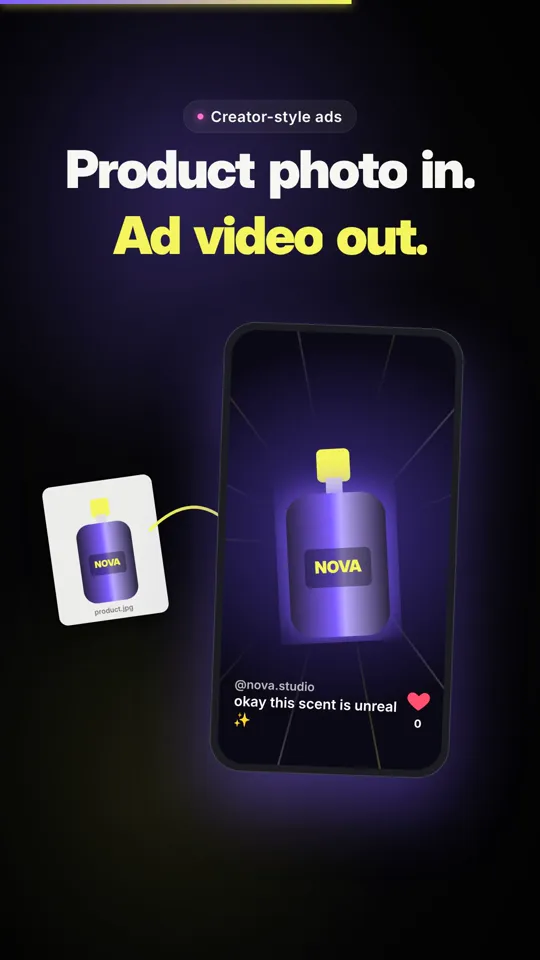 Creator-style ads
Product photo in.
Ad video out.
NOVA
product.jpg
NOVA
@nova.studio
okay this scent is unreal
✨
0